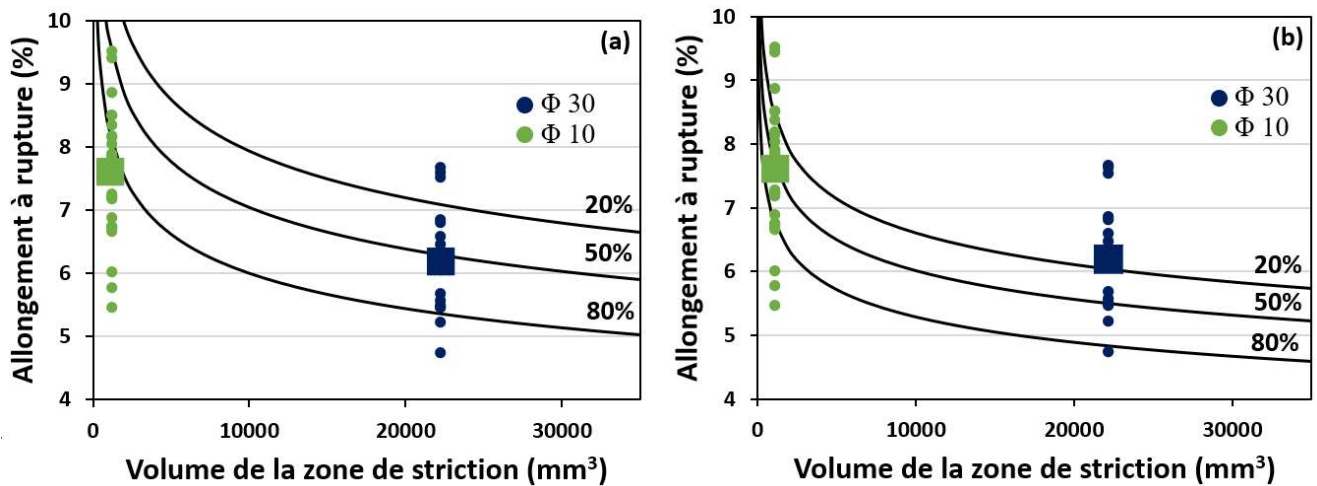 (a)
Allongement à rupture (%)
10
9
8
7
6
5
4
Φ 30
Φ 10
20%
50%
80%
0
10000
20000
30000
Volume de la zone de striction (mm³)
(b)
Allongement à rupture (%)
10
9
8
7
6
5
4
Φ 30
Φ 10
20%
50%
80%
0
10000
20000
30000
Volume de la zone de striction (mm³)